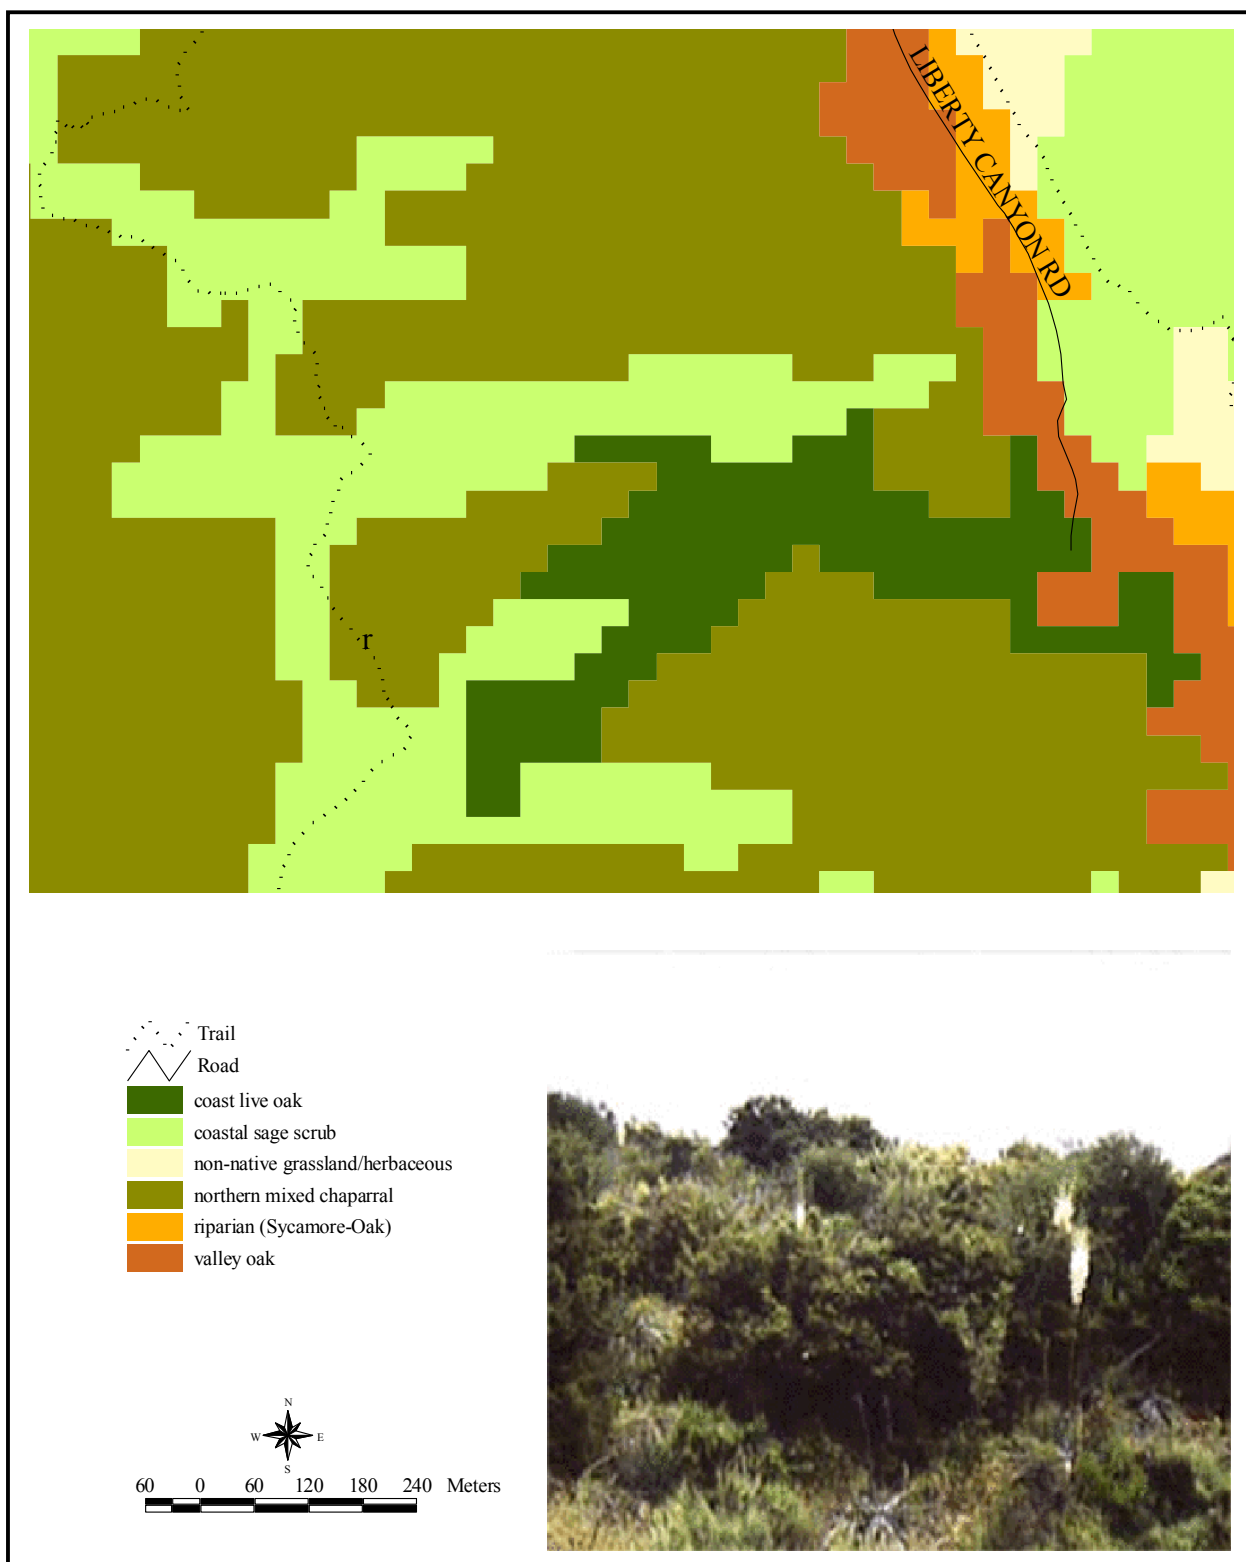 LIBERTY CANYON RD
r
Trail
Road
coast live oak
coastal sage scrub
non-native grassland/herbaceous
northern mixed chaparral
riparian (Sycamore-Oak)
valley oak
N
W E
S
60 0 60 120 180 240 Meters